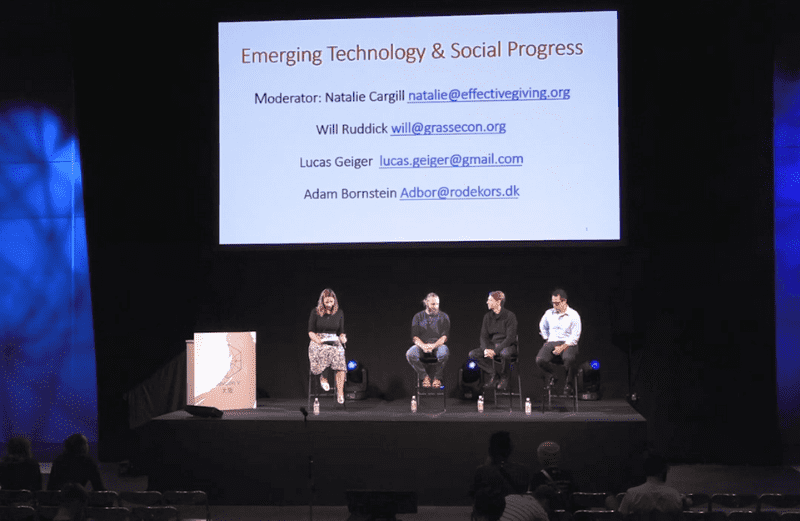 Emerging Technology & Social Progress
Moderator: Natalie Cargill natalie@effectivegiving.org
Will Ruddick will@grassecon.org
Lucas Geiger lucas.geiger@gmail.com
Adam Bornstein Adbor@rodekors.dk